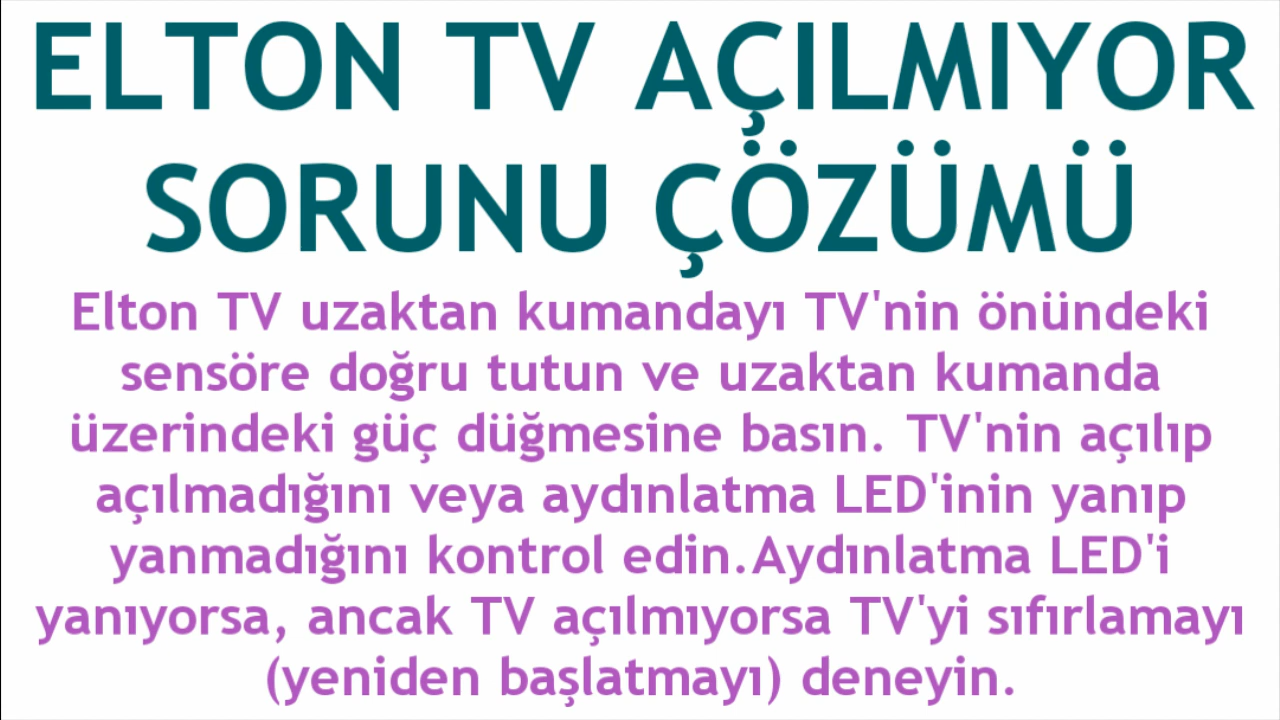 ELTON TV AÇILMIYOR
SORUNU ÇÖZÜMÜ
Elton TV uzaktan kumandayı TV'nin önündeki
sensöre doğru tutun ve uzaktan kumanda
üzerindeki güç düğmesine basın. TV'nin açılıp
açılmadığını veya aydınlatma LED'inin yanıp
yanmadığını kontrol edin.Aydınlatma LED'i
yanıyorsa, ancak TV açılmıyorsa TV'yi sıfırlamayı
(yeniden başlatmayı) deneyin.